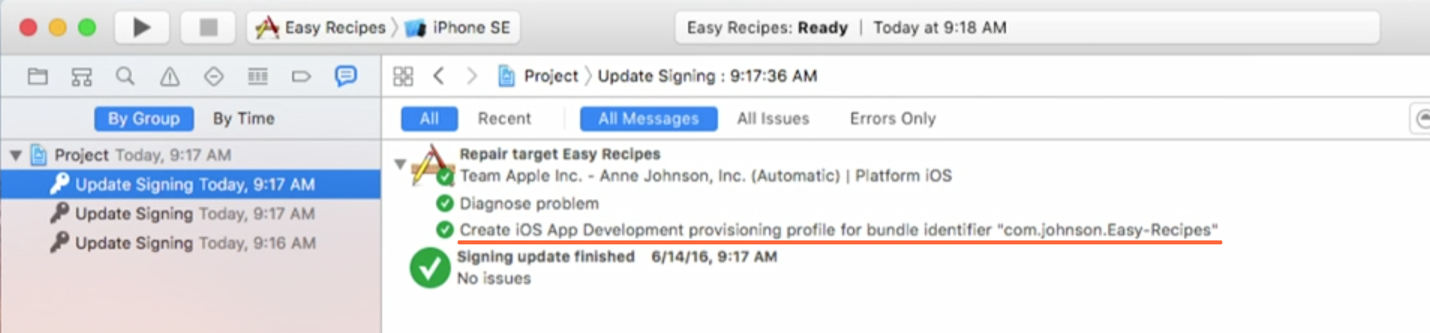 Easy Recipes 〉 iPhone SE
Easy Recipes: Ready | Today at 9:18 AM
Project 〉 Update Signing : 9:17:36 AM
By Group By Time
All Recent All Messages All Issues Errors Only
Project Today, 9:17 AM
Update Signing Today, 9:17 AM
Update Signing Today, 9:17 AM
Update Signing Today, 9:16 AM
Repair target Easy Recipes
Team Apple Inc. - Anne Johnson, Inc. (Automatic) | Platform iOS
Diagnose problem
Create iOS App Development provisioning profile for bundle identifier "com.johnson.Easy-Recipes"
Signing update finished 6/14/16, 9:17 AM
No issues